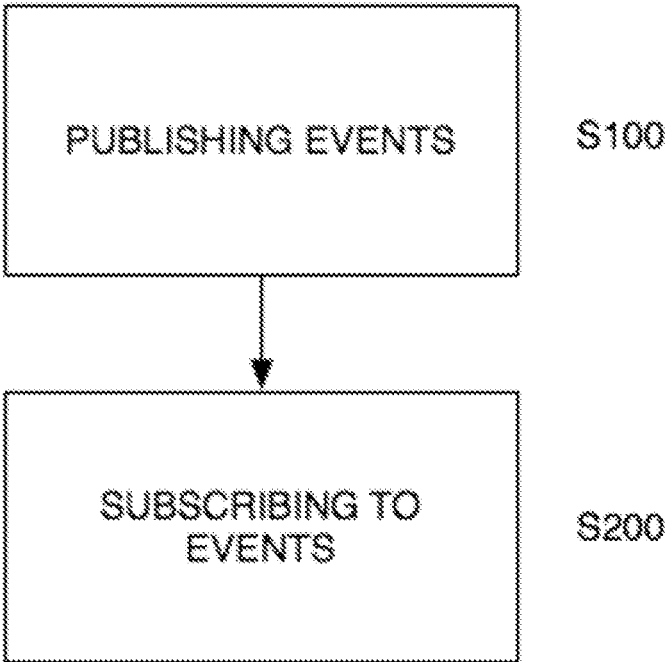 PUBLISHING EVENTS
S100
SUBSCRIBING TO
EVENTS
S200